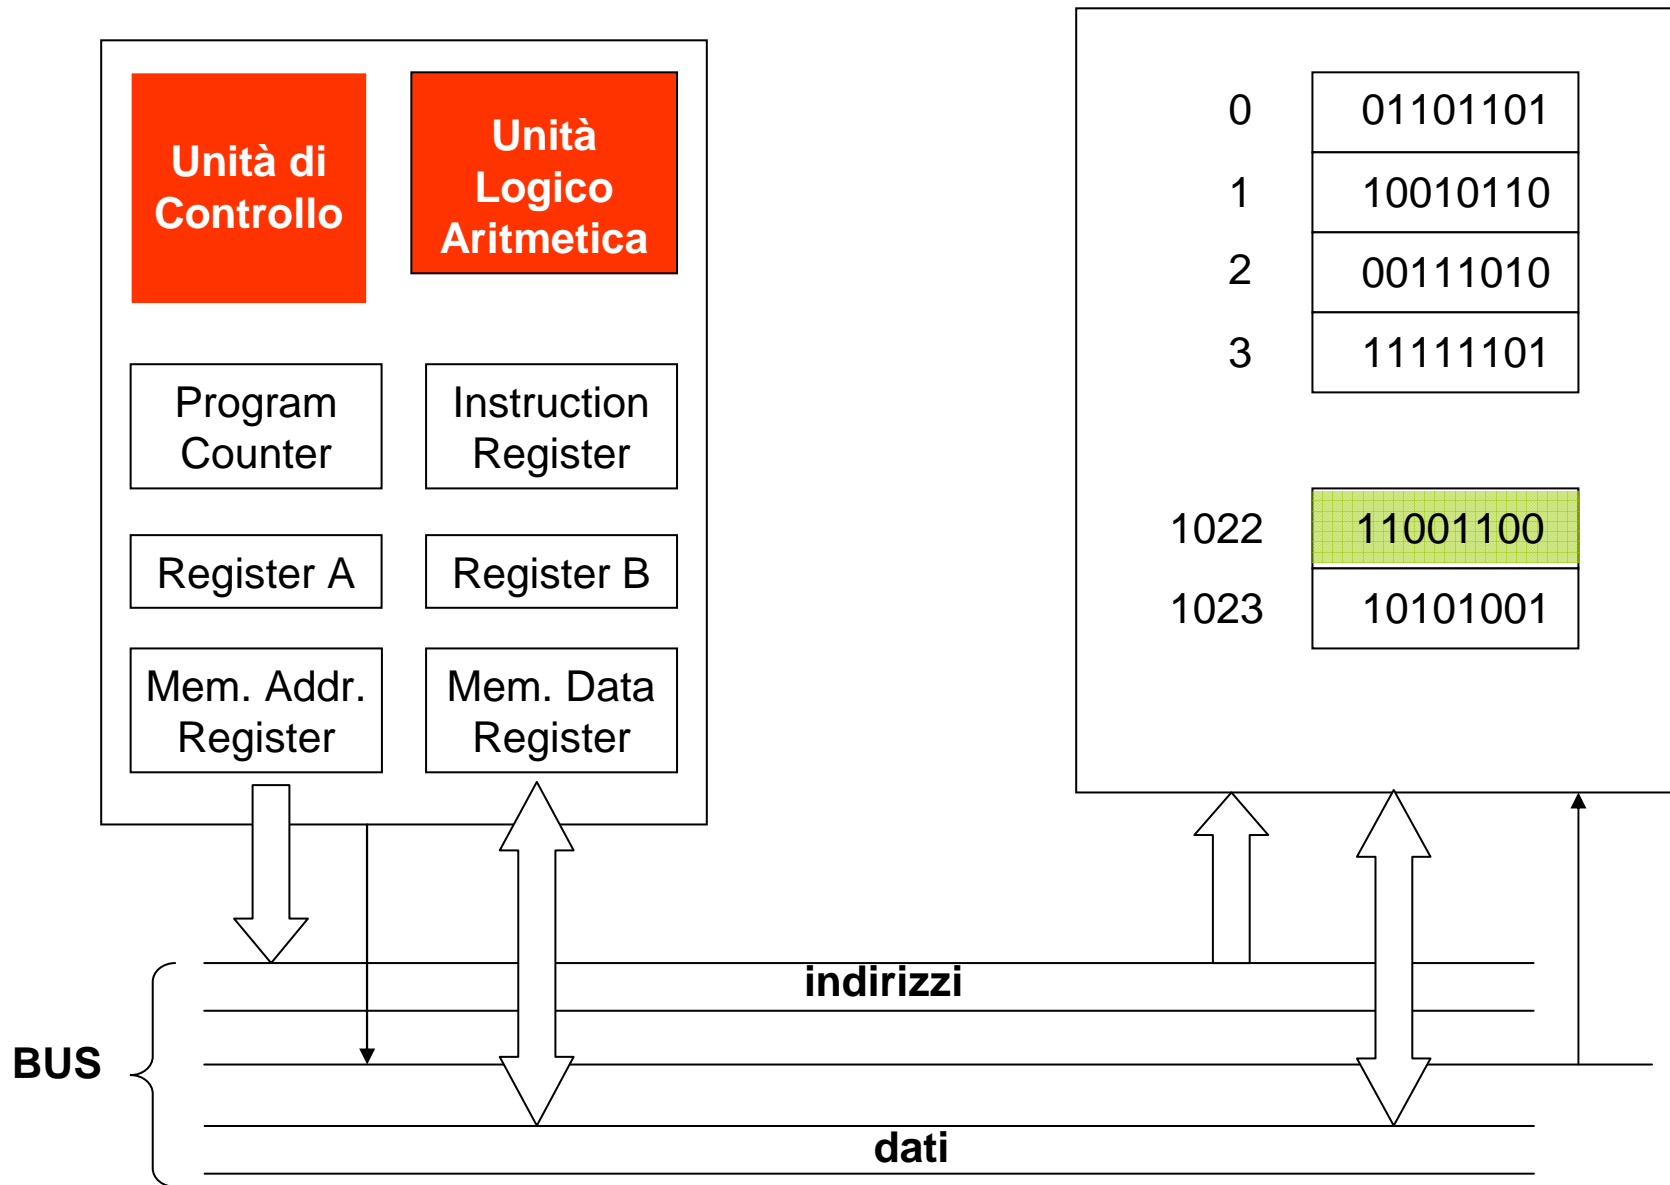 Unità di
Controllo
Unità
Logico
Aritmetica
Program
Counter
Instruction
Register
Register A
Register B
Mem. Addr.
Register
Mem. Data
Register
0 01101101
1 10010110
2 00111010
3 11111101
1022 11001100
1023 10101001
BUS
indirizzi
dati